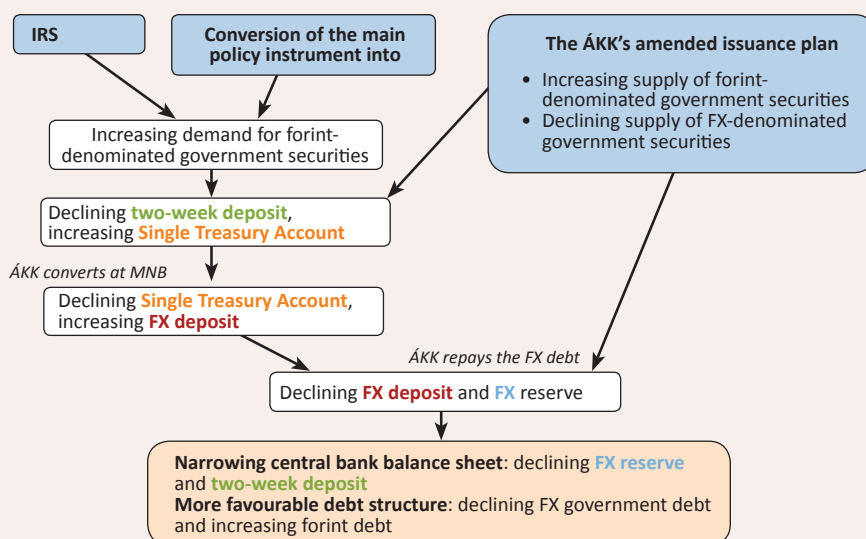 IRS
Conversion of the main
policy instrument into
The ÁKK's amended issuance plan
• Increasing supply of forint-
denominated government securities
• Declining supply of FX-denominated
government securities
Increasing demand for forint-
denominated government securities
Declining two-week deposit,
increasing Single Treasury Account
ÁKK converts at MNB
Declining Single Treasury Account,
increasing FX deposit
ÁKK repays the FX debt
Declining FX deposit and FX reserve
Narrowing central bank balance sheet: declining FX reserve
and two-week deposit
More favourable debt structure: declining FX government debt
and increasing forint debt